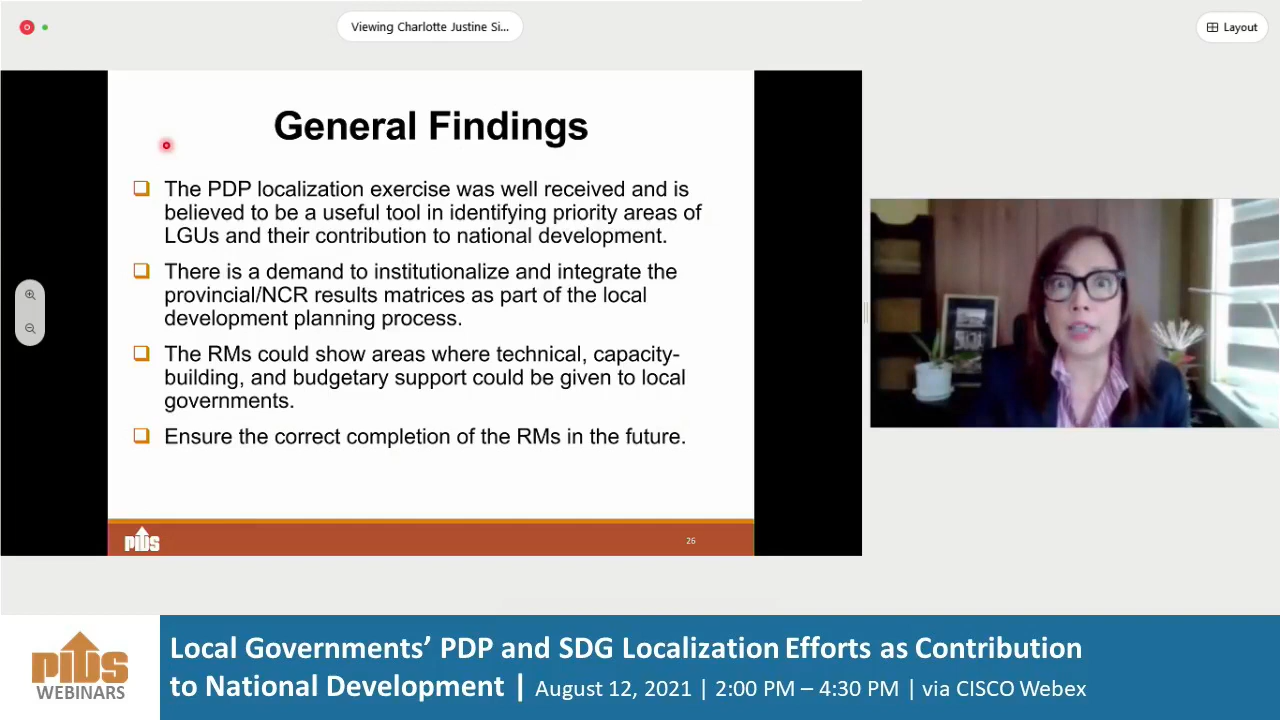 Viewing Charlotte Justine Si...
Layout
General Findings
The PDP localization exercise was well received and is
believed to be a useful tool in identifying priority areas of
LGUs and their contribution to national development.
There is a demand to institutionalize and integrate the
provincial/NCR results matrices as part of the local
development planning process.
The RMs could show areas where technical, capacity-
building, and budgetary support could be given to local
governments.
Ensure the correct completion of the RMs in the future.
PIDS
26
PIDS
WEBINARS
Local Governments’ PDP and SDG Localization Efforts as Contribution
to National Development | August 12, 2021 | 2:00 PM – 4:30 PM | via CISCO Webex